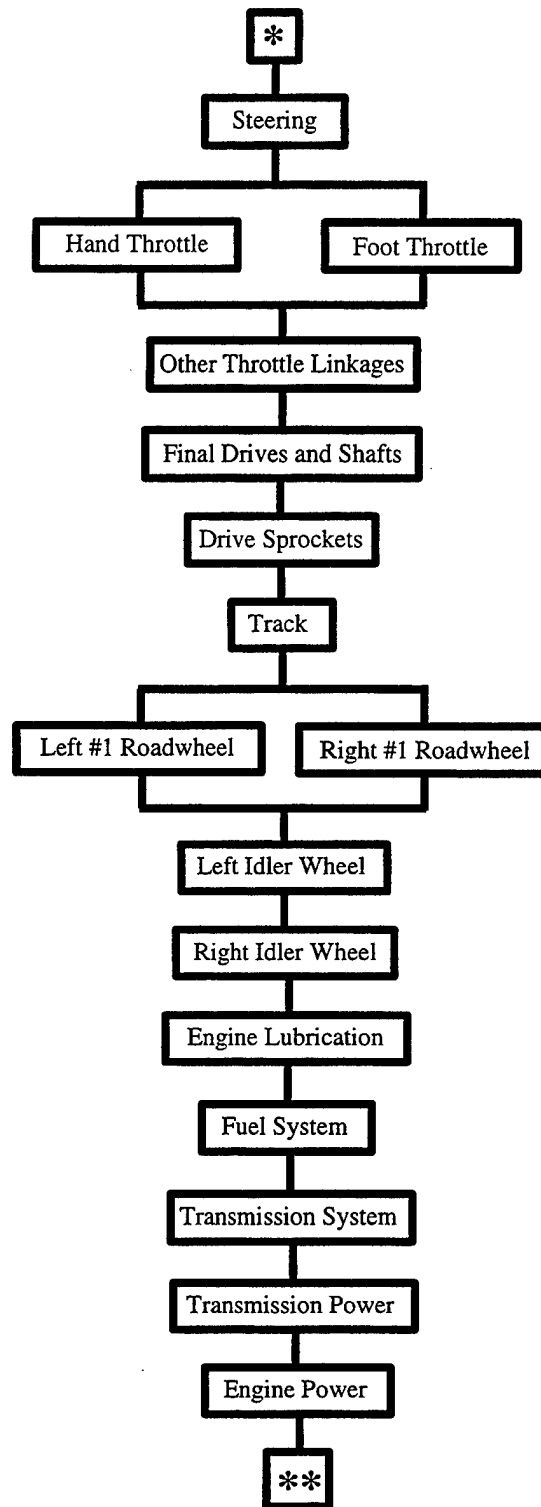 *
Steering
Hand Throttle
Foot Throttle
Other Throttle Linkages
Final Drives and Shafts
Drive Sprockets
Track
Left #1 Roadwheel
Right #1 Roadwheel
Left Idler Wheel
Right Idler Wheel
Engine Lubrication
Fuel System
Transmission System
Transmission Power
Engine Power
**